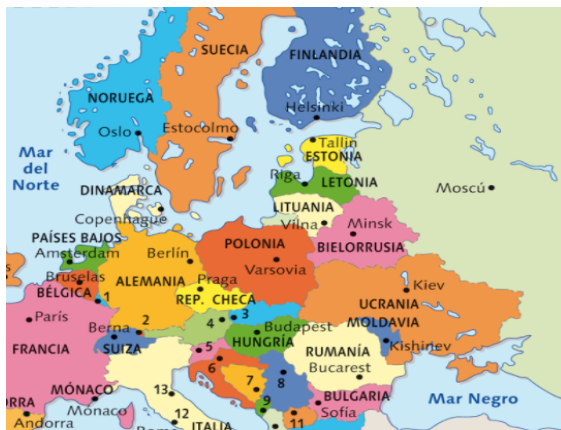 SUECIA
FINLANDIA
NORUEGA
Helsinki
Oslo
Estocolmo
Tallin
ESTONIA
Mar
del
Norte
Riga
LETONIA
DINAMARCA
Moscú
LITUANIA
Copenhague
Vilna
Minsk
PAÍSES BAJOS
POLONIA
BIELORRUSIA
Amsterdam
Berlín
Varsovia
Bruselas
ALEMANIA
Praga
Kiev
BÉLGICA
1
REP. CHECA
UCRANIA
París
2
4
3
Budapest
MOLDAVIA
Berna
HUNGRÍA
Kishinev
FRANCIA
SUIZA
5
RUMANÍA
6
Bucarest
MÓNACO
13
7
8
BULGARIA
Mar Negro
ORRA
Mónaco
12
9
Sofía
Andorra
ITALIA
11